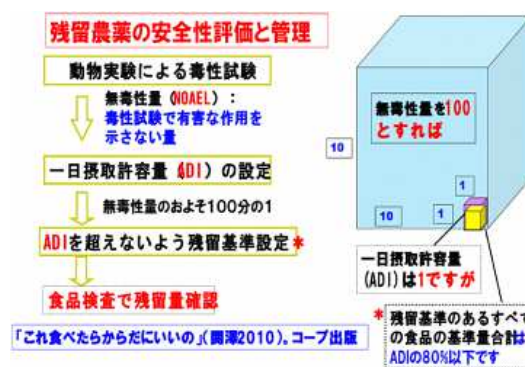 残留農薬の安全性評価と管理
動物実験による毒性試験
無毒性量（NOAEL）：
毒性試験で有害な作用を
示さない量
一日摂取許容量（ADI）の設定
無毒性量のおよそ100分の1
ADIを超えないよう残留基準設定*
食品検査で残留量確認
「これ食べたらからだにいいの」(関澤2010)。コープ出版
無毒性量を100
とすれば
10
10
1
1
一日摂取許容量
(ADI)は1ですが
* 残留基準のあるすべて
の食品の基準量合計は
ADIの80%以下です